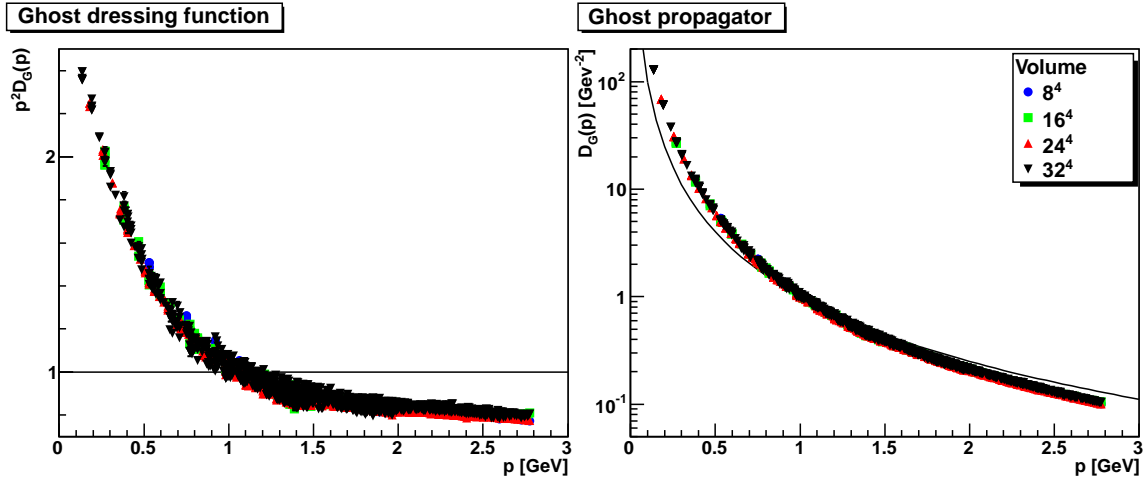 Ghost dressing function
p²D_G(p)
2
1
0 0.5 1 1.5 2 2.5 3
p [GeV]
Ghost propagator
D_G(p) [Gev⁻²]
10²
10
1
10⁻¹
0 0.5 1 1.5 2 2.5 3
p [GeV]
Volume
8⁴
16⁴
24⁴
32⁴